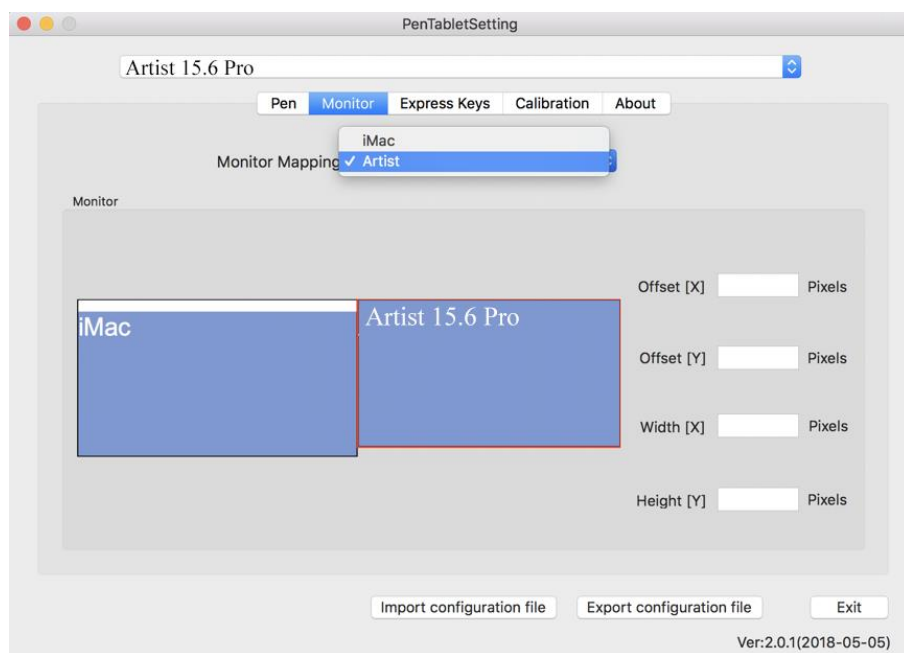 PenTabletSetting
Artist 15.6 Pro
Pen Monitor Express Keys Calibration About
iMac
Monitor Mapping ✓ Artist
Monitor
Offset [X] Pixels
iMac Artist 15.6 Pro
Offset [Y] Pixels
Width [X] Pixels
Height [Y] Pixels
Import configuration file Export configuration file Exit
Ver:2.0.1(2018-05-05)